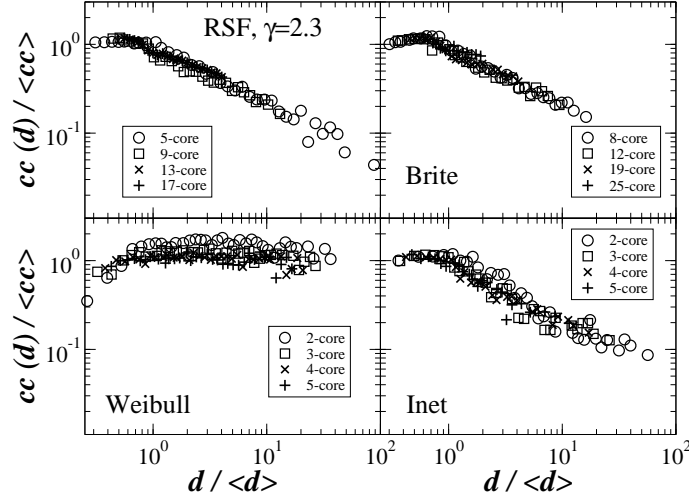 RSF, γ=2.3
10^0
10^-1
cc (d) / <cc>
5-core
9-core
13-core
17-core
Brite
8-core
12-core
19-core
25-core
10^0
10^-1
cc (d) / <cc>
Weibull
2-core
3-core
4-core
5-core
Inet
2-core
3-core
4-core
5-core
10^0 10^1 10^2 10^0 10^1 10^2
d / <d> d / <d>